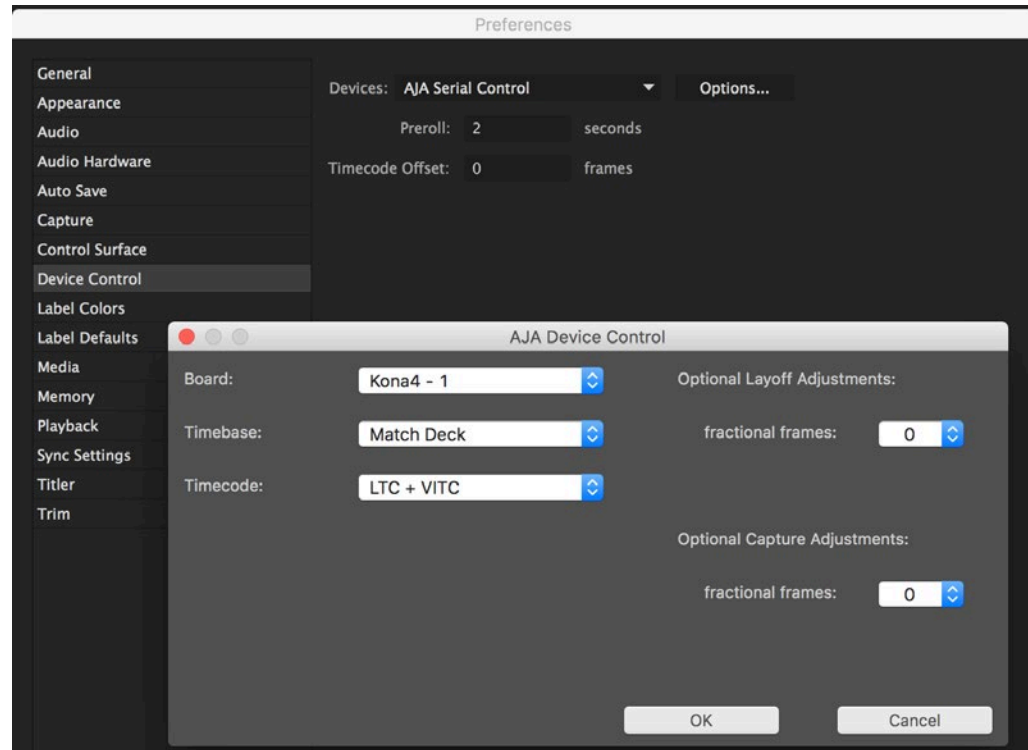 Preferences
General
Appearance
Audio
Audio Hardware
Auto Save
Capture
Control Surface
Device Control
Label Colors
Label Defaults
Media
Memory
Playback
Sync Settings
Titler
Trim
Devices: AJA Serial Control Options...
Preroll: 2 seconds
Timecode Offset: 0 frames
AJA Device Control
Board: Kona4 - 1
Timebase: Match Deck
Timecode: LTC + VITC
Optional Layoff Adjustments:
fractional frames: 0
Optional Capture Adjustments:
fractional frames: 0
OK Cancel